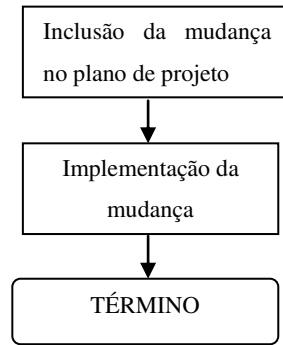 Inclusão da mudança
no plano de projeto
Implementação da
mudança
TÉRMINO